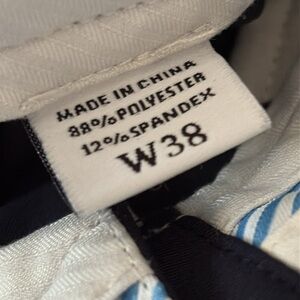 MADE IN CHINA
88%POLYESTER
12%SPANDEX
W38